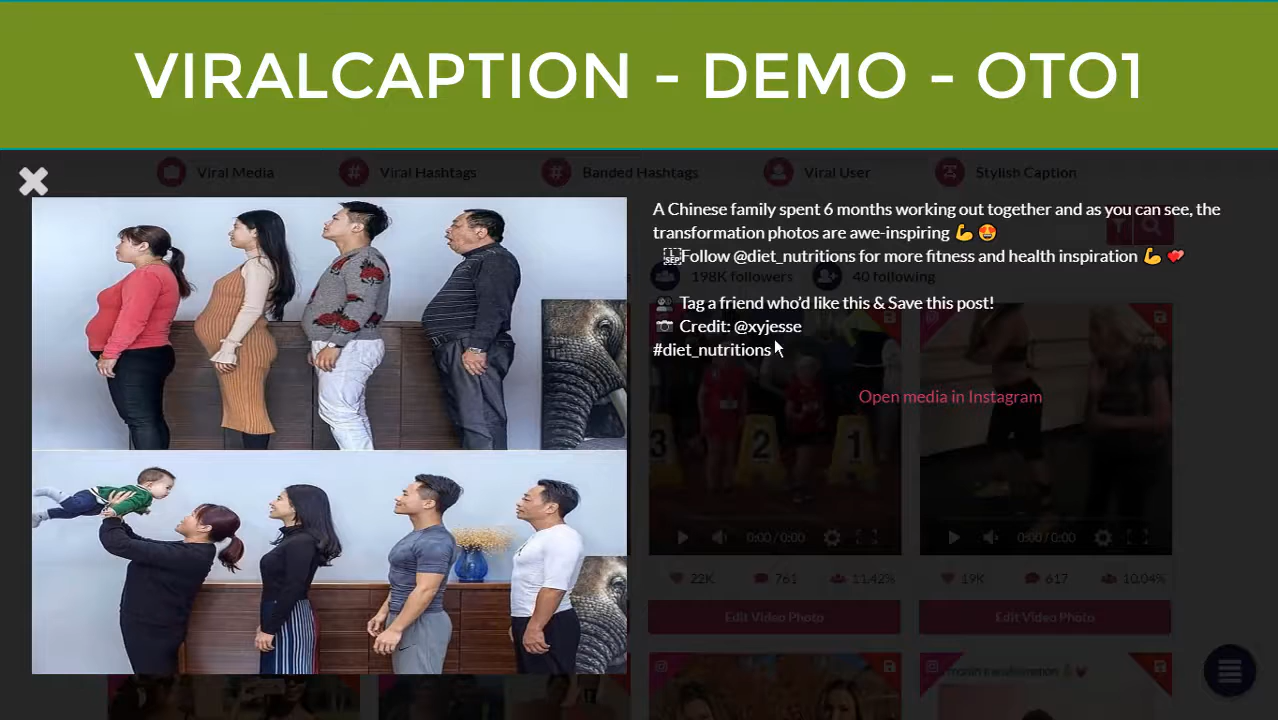 VIRALCAPTION - DEMO - OTO1
Viral Media
Viral Hashtags
Banded Hashtags
Viral User
Stylish Caption
A Chinese family spent 6 months working out together and as you can see, the
transformation photos are awe-inspiring 💪 😍
Follow @diet_nutritions for more fitness and health inspiration 💪 💖
198K followers
40 following
👥 Tag a friend who'd like this & Save this post!
📷 Credit: @xyjesse
#diet_nutritions
Open media in Instagram
3 2 1
0:00 / 0:00
0:00 / 0:00
22K
761
11.42%
19K
617
10.04%
Edit Video Photo
Edit Video Photo